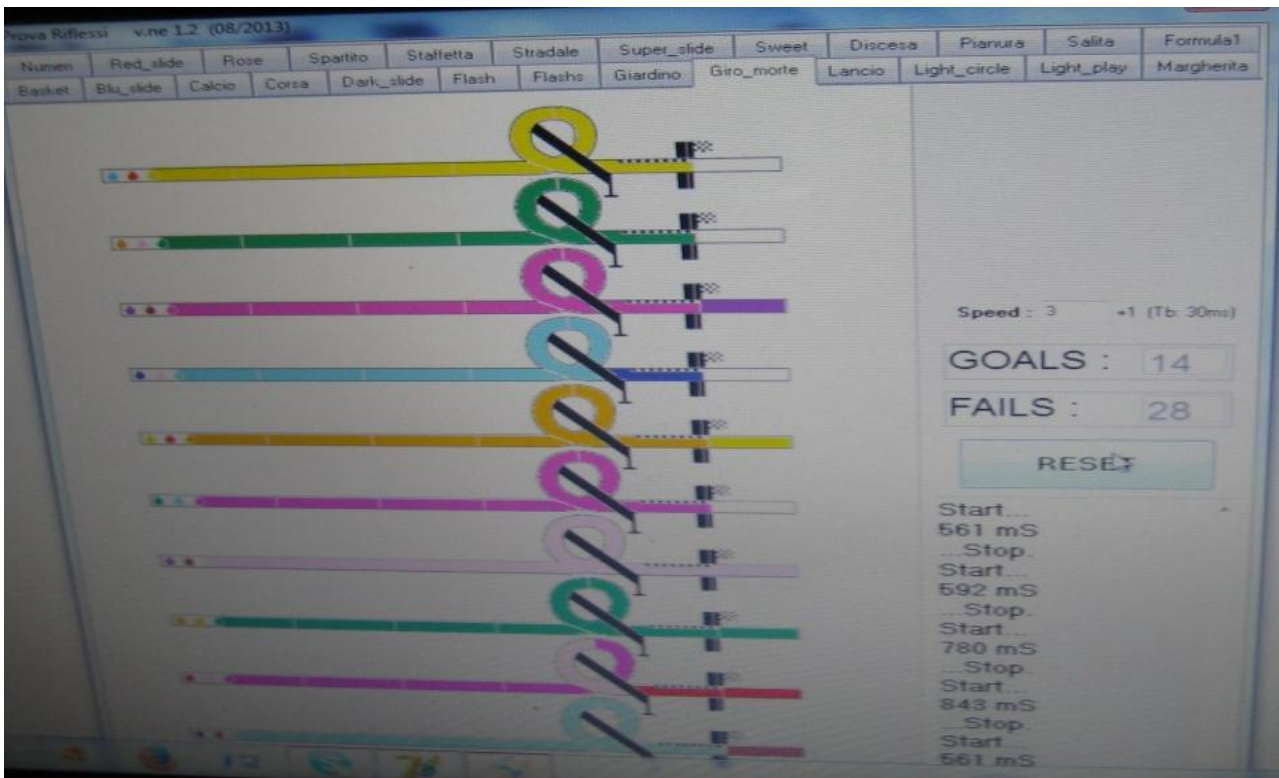 Prova Riflessi v.ne 1.2 (08/2013)
Numeri Red_slide Rose Spartito Staffetta Stradale Super_slide Sweet Discesa Pianura Salita Formula1
Basket Blu_slide Calcio Corsa Dark_slide Flash Flashs Giardino Giro_morte Lancio Light_circle Light_play Margherita
Speed : 3 +1 (Tb: 30ms)
GOALS : 14
FAILS : 28
RESET
Start...
561 mS
...Stop.
Start...
592 mS
...Stop.
Start...
780 mS
...Stop.
Start...
843 mS
...Stop.
Start...
561 mS